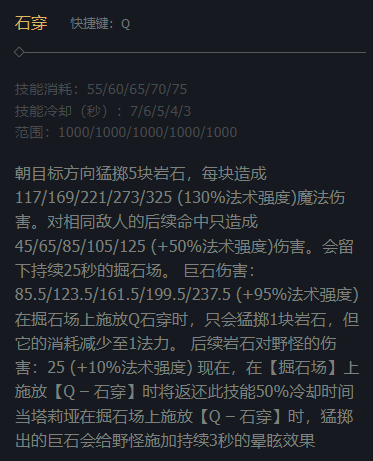 石穿 快捷键：Q
技能消耗：55/60/65/70/75
技能冷却（秒）：7/6/5/4/3
范围：1000/1000/1000/1000/1000
朝目标方向猛掷5块岩石，每块造成
117/169/221/273/325 (130%法术强度)魔法伤
害。对相同敌人的后续命中只造成
45/65/85/105/125 (+50%法术强度)伤害。会留
下持续25秒的掘石场。 巨石伤害：
85.5/123.5/161.5/199.5/237.5 (+95%法术强度)
在掘石场上施放Q石穿时，只会猛掷1块岩石，但
它的消耗减少至1法力。 后续岩石对野怪的伤
害：25 (+10%法术强度) 现在，在【掘石场】上
施放【Q – 石穿】时将返还此技能50%冷却时间
当塔莉垭在掘石场上施放【Q – 石穿】时，猛掷
出的巨石会给野怪施加持续3秒的晕眩效果